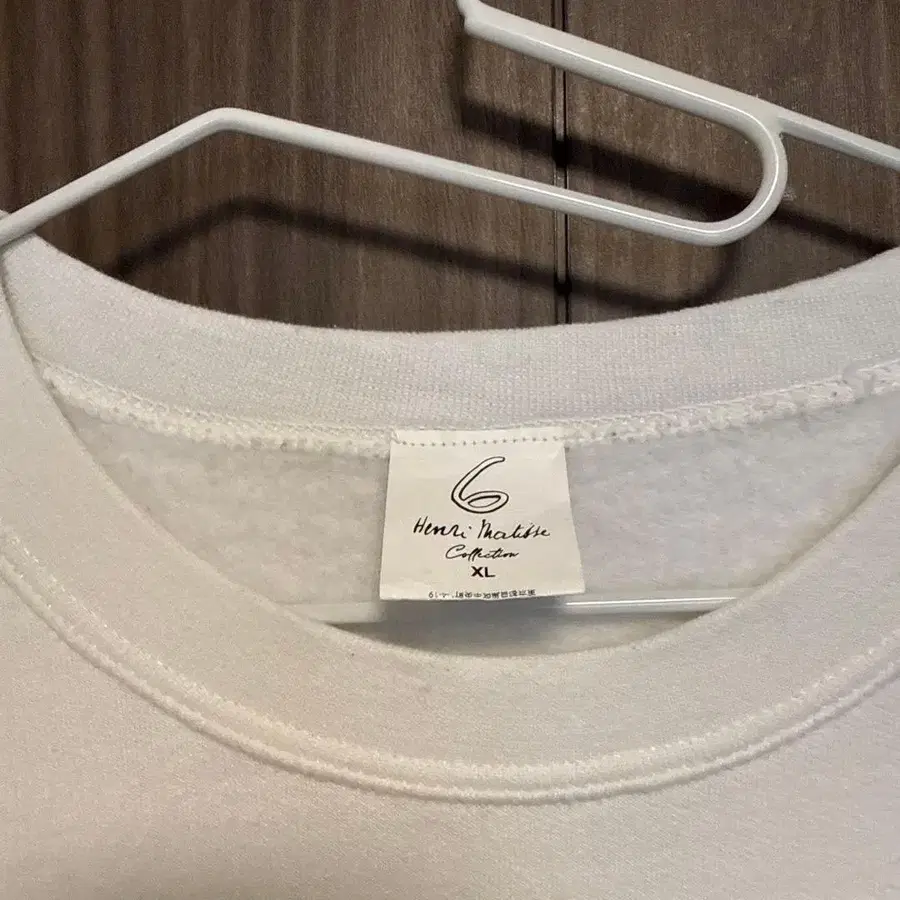 6
Henri Matisse
Collection
XL